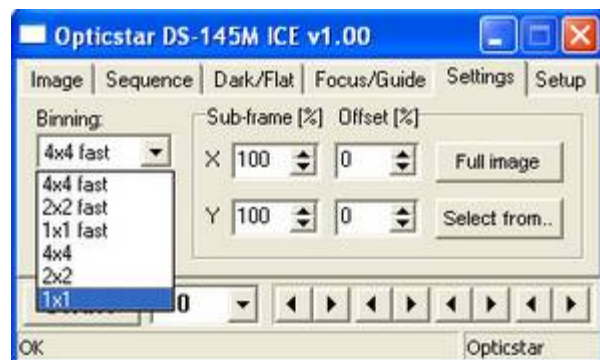 Opticstar DS-145M ICE v1.00
Image Sequence Dark/Flat Focus/Guide Settings Setup
Binning:
4x4 fast
4x4 fast
2x2 fast
1x1 fast
4x4
2x2
1x1
Sub-frame [%] Offset [%]
X 100 0 Full image
Y 100 0 Select from..
0
OK Opticstar